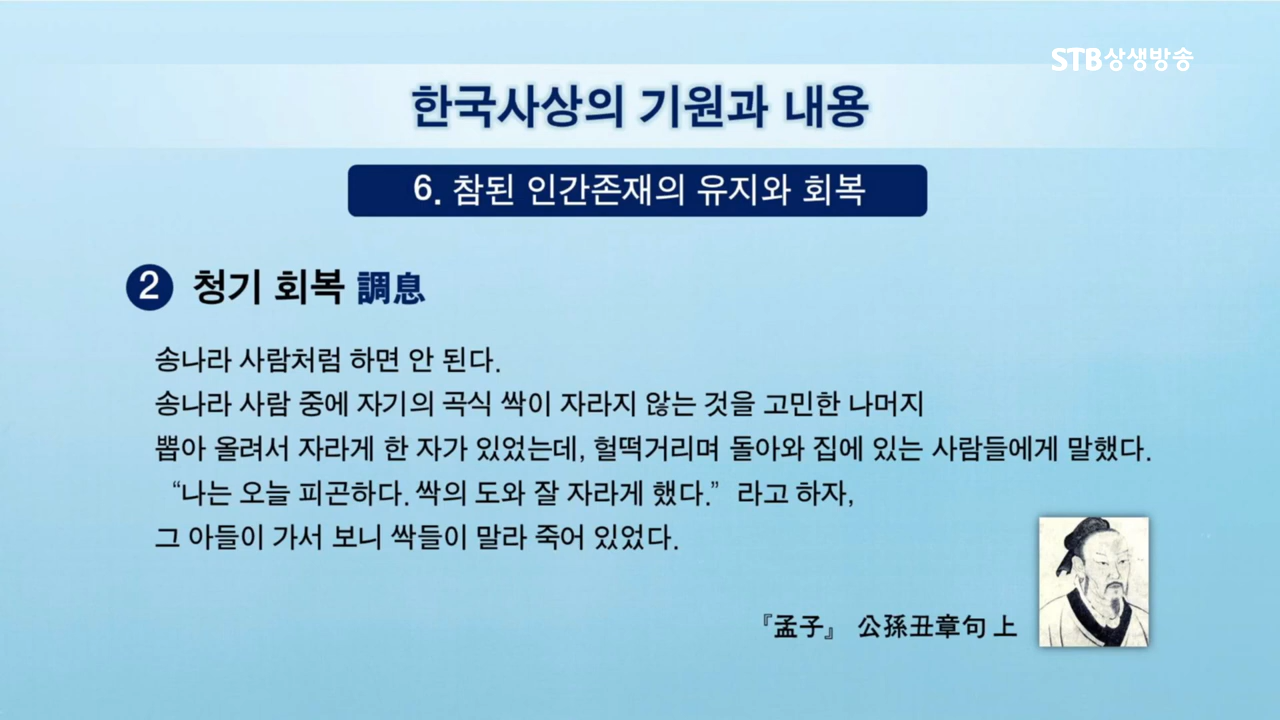 STB상생방송
한국사상의 기원과 내용
6. 참된 인간존재의 유지와 회복
2 청기 회복 調息
송나라 사람처럼 하면 안 된다.
송나라 사람 중에 자기의 곡식 싹이 자라지 않는 것을 고민한 나머지
뽑아 올려서 자라게 한 자가 있었는데, 헐떡거리며 돌아와 집에 있는 사람들에게 말했다.
“나는 오늘 피곤하다. 싹의 도와 잘 자라게 했다.” 라고 하자,
그 아들이 가서 보니 싹들이 말라 죽어 있었다.
『孟子』 公孫丑章句 上